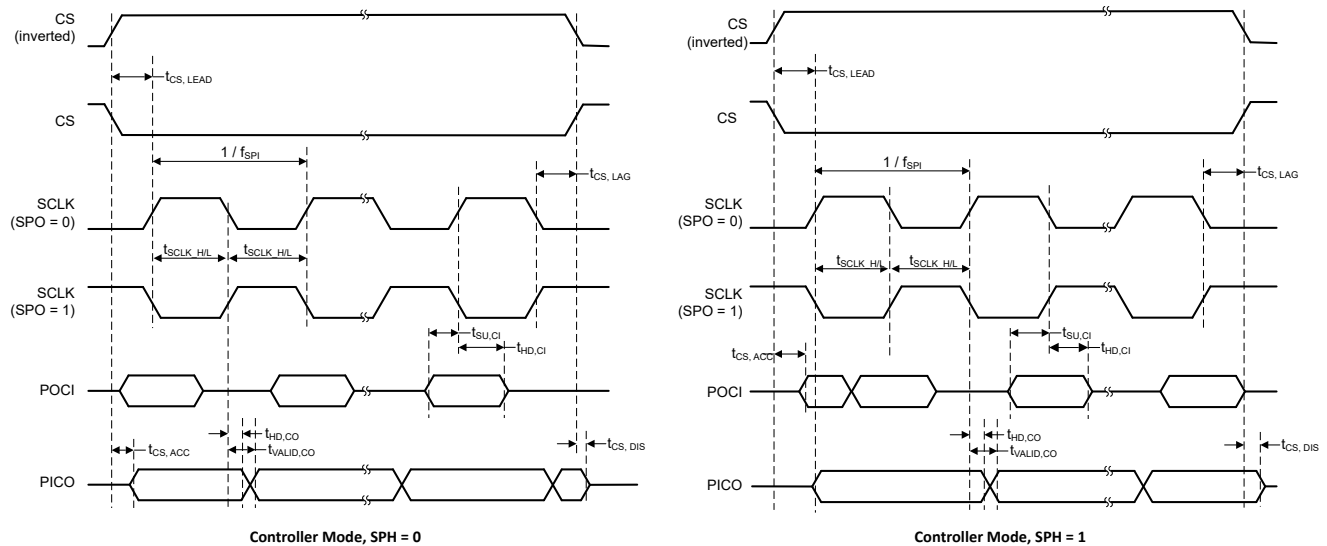 CS
(inverted)
tCS, LEAD
CS
1 / fSPI
tCS, LAG
SCLK
(SPO = 0)
tSCLK_H/L
tSCLK_H/L
SCLK
(SPO = 1)
tSU,CI
tHD,CI
POCI
tHD,CO
tCS, ACC
tVALID,CO
tCS, DIS
PICO
Controller Mode, SPH = 0
CS
(inverted)
tCS, LEAD
CS
1 / fSPI
tCS, LAG
SCLK
(SPO = 0)
tSCLK_H/L
tSCLK_H/L
SCLK
(SPO = 1)
tSU,CI
tCS, ACC
tHD,CI
POCI
tHD,CO
tVALID,CO
tCS, DIS
PICO
Controller Mode, SPH = 1